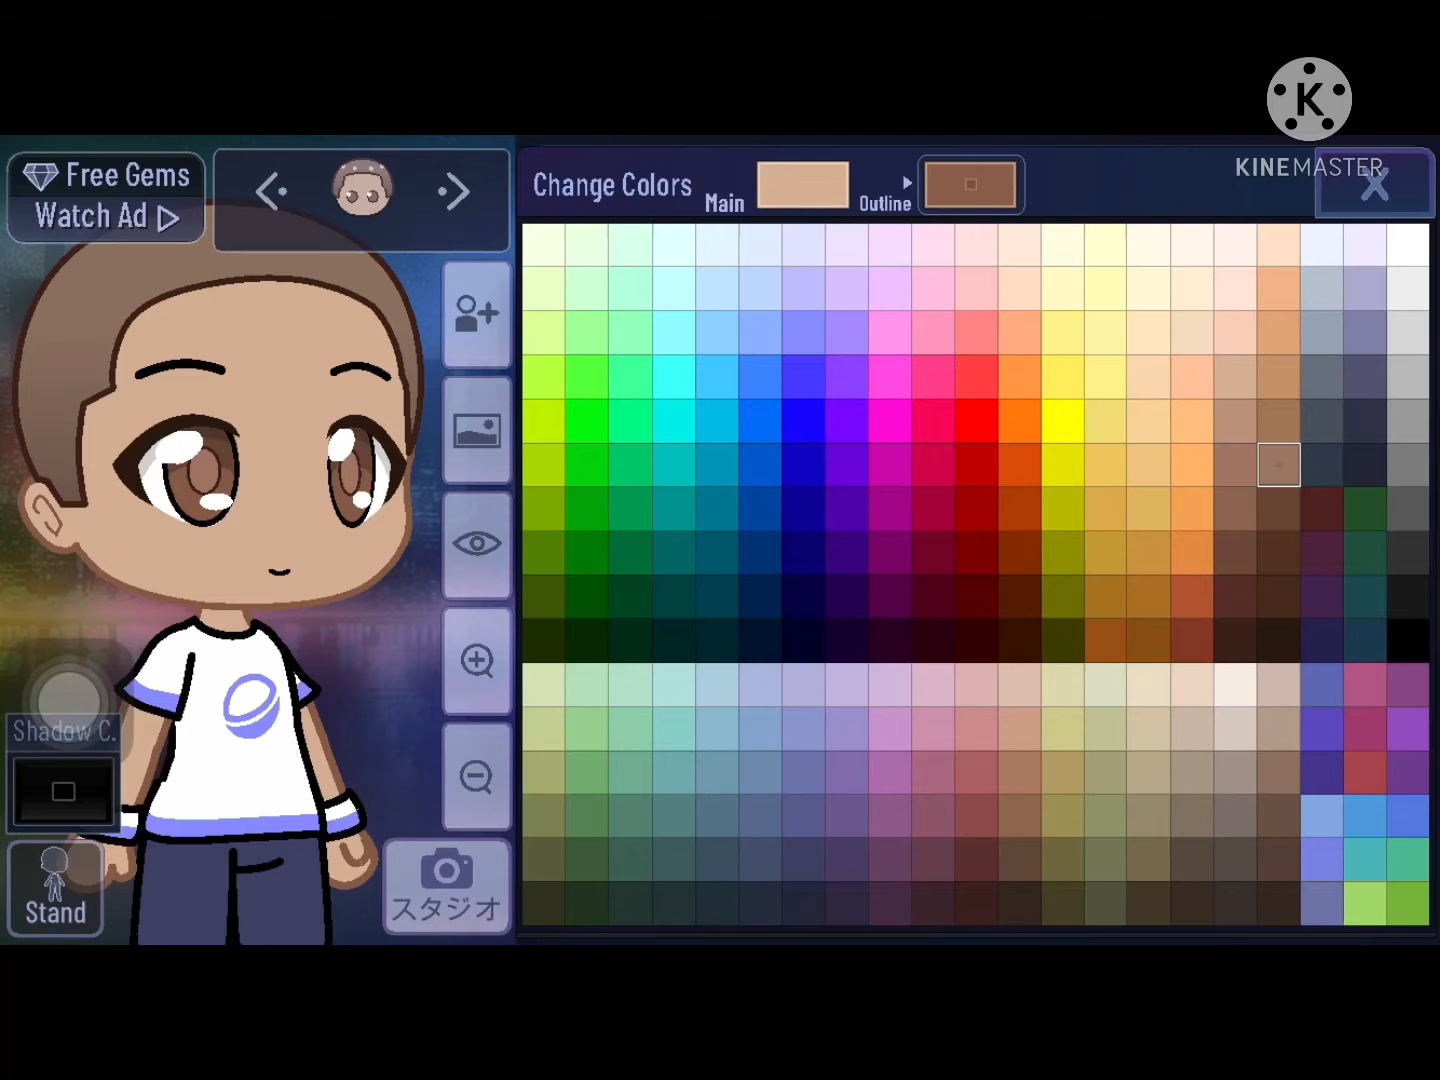 K
KINEMASTER
Free Gems
Watch Ad
Change Colors
Main
Outline
X
Shadow C.
Stand
スタジオ